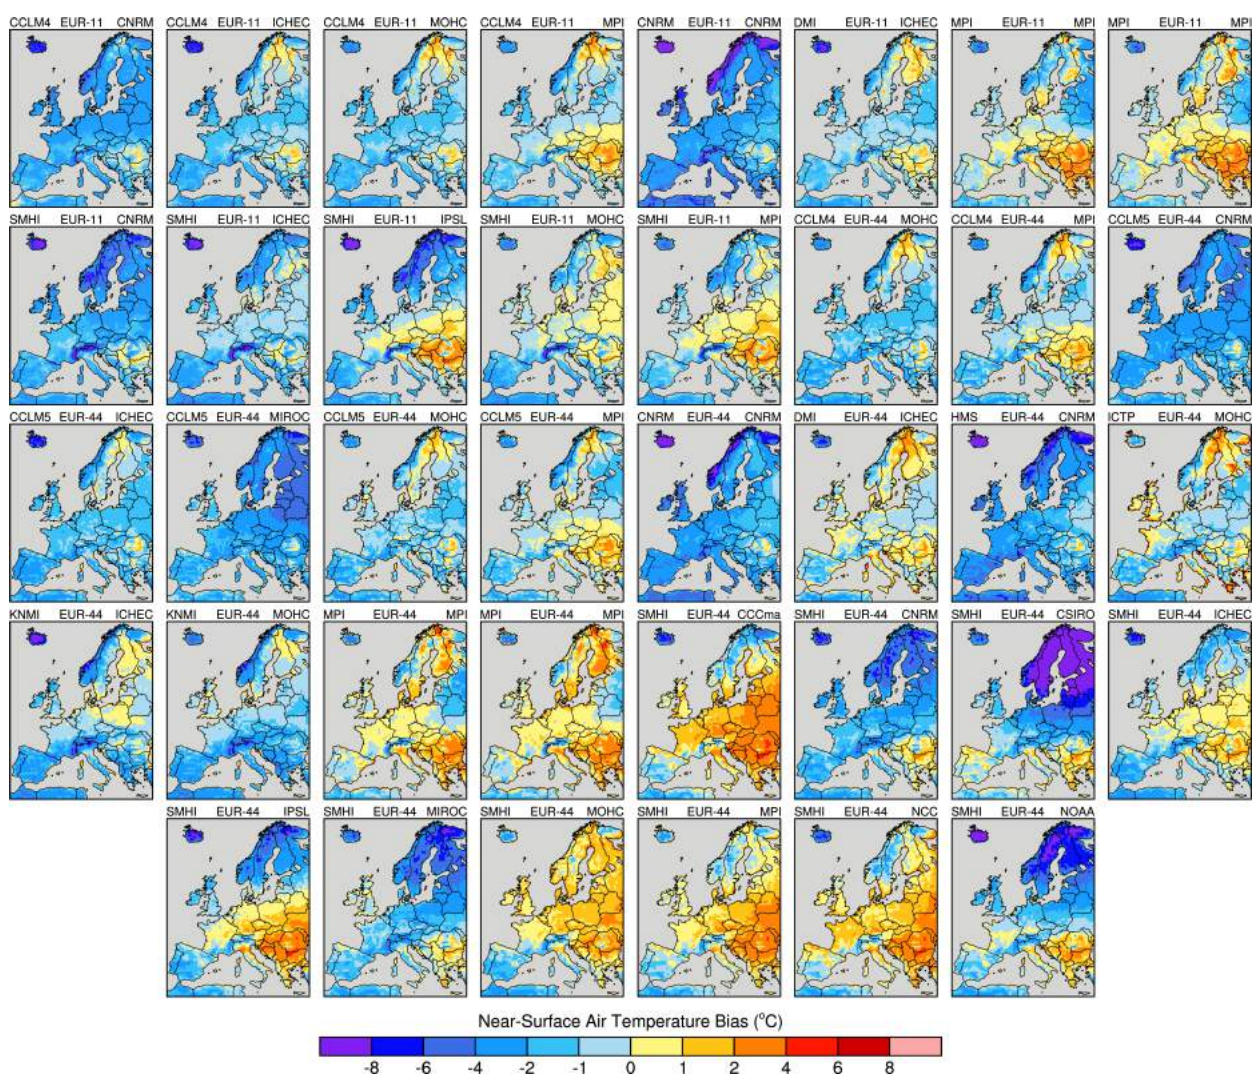 CCLM4 EUR-11 CNRM CCLM4 EUR-11 ICHEC CCLM4 EUR-11 MOHC CCLM4 EUR-11 MPI CNRM EUR-11 CNRM DMI EUR-11 ICHEC MPI EUR-11 MPI MPI EUR-11 MPI
SMHI EUR-11 CNRM SMHI EUR-11 ICHEC SMHI EUR-11 IPSL SMHI EUR-11 MOHC SMHI EUR-11 MPI CCLM4 EUR-44 MOHC CCLM4 EUR-44 MPI CCLM5 EUR-44 CNRM
CCLM5 EUR-44 ICHEC CCLM5 EUR-44 MIROC CCLM5 EUR-44 MOHC CCLM5 EUR-44 MPI CNRM EUR-44 CNRM DMI EUR-44 ICHEC HMS EUR-44 CNRM ICTP EUR-44 MOHC
KNMI EUR-44 ICHEC KNMI EUR-44 MOHC MPI EUR-44 MPI MPI EUR-44 MPI SMHI EUR-44 CCCma SMHI EUR-44 CNRM SMHI EUR-44 CSIRO SMHI EUR-44 ICHEC
SMHI EUR-44 IPSL SMHI EUR-44 MIROC SMHI EUR-44 MOHC SMHI EUR-44 MPI SMHI EUR-44 NCC SMHI EUR-44 NOAA
Near-Surface Air Temperature Bias (°C)
-8 -6 -4 -2 -1 0 1 2 4 6 8